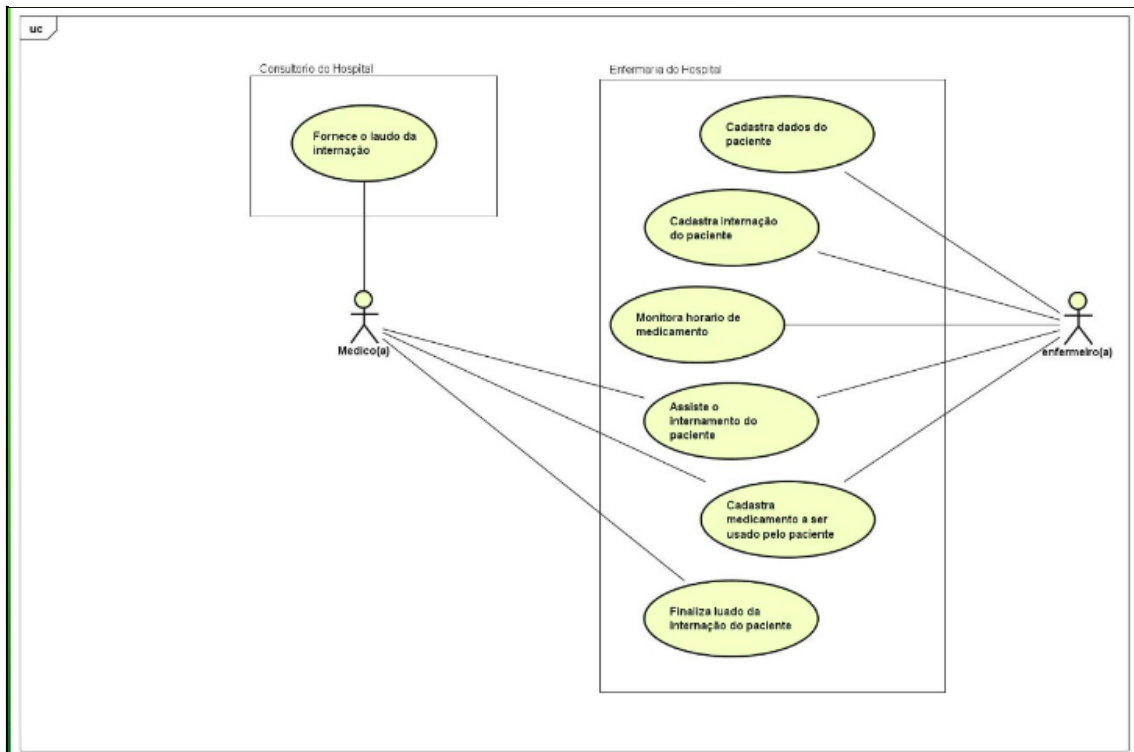 uc
Consultorio do Hospital
Enfermaria do Hospital
Fornece o laudo da
internação
Cadastra dados do
paciente
Cadastra internação
do paciente
Monitora horario de
medicamento
Medico(a)
enfermeiro(a)
Assiste o
internamento do
paciente
Cadastra
medicamento a ser
usado pelo paciente
Finaliza luado da
internação do paciente